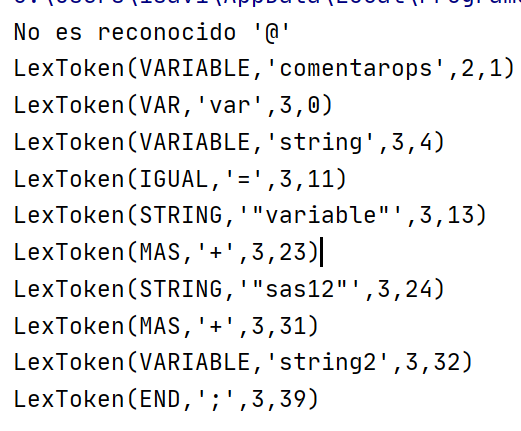 No es reconocido '@'
LexToken(VARIABLE,'comentarops',2,1)
LexToken(VAR,'var',3,0)
LexToken(VARIABLE,'string',3,4)
LexToken(IGUAL,'=',3,11)
LexToken(STRING,'"variable"',3,13)
LexToken(MAS,'+',3,23)
LexToken(STRING,'"sas12"',3,24)
LexToken(MAS,'+',3,31)
LexToken(VARIABLE,'string2',3,32)
LexToken(END,';',3,39)